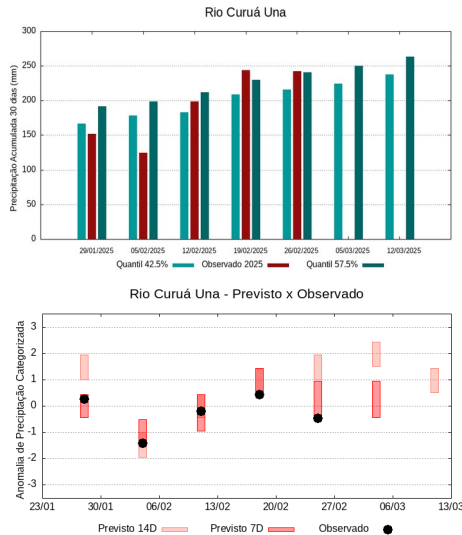 Rio Curuá Una
Precipitação Acumulada 30 dias (mm)
300
250
200
150
100
50
0
29/01/2025 05/02/2025 12/02/2025 19/02/2025 26/02/2025 05/03/2025 12/03/2025
Quantil 42.5% Observado 2025 Quantil 57.5%
Rio Curuá Una - Previsto x Observado
Anomalia de Precipitação Categorizada
3
2
1
0
-1
-2
-3
23/01 30/01 06/02 13/02 20/02 27/02 06/03 13/03
Previsto 14D Previsto 7D Observado